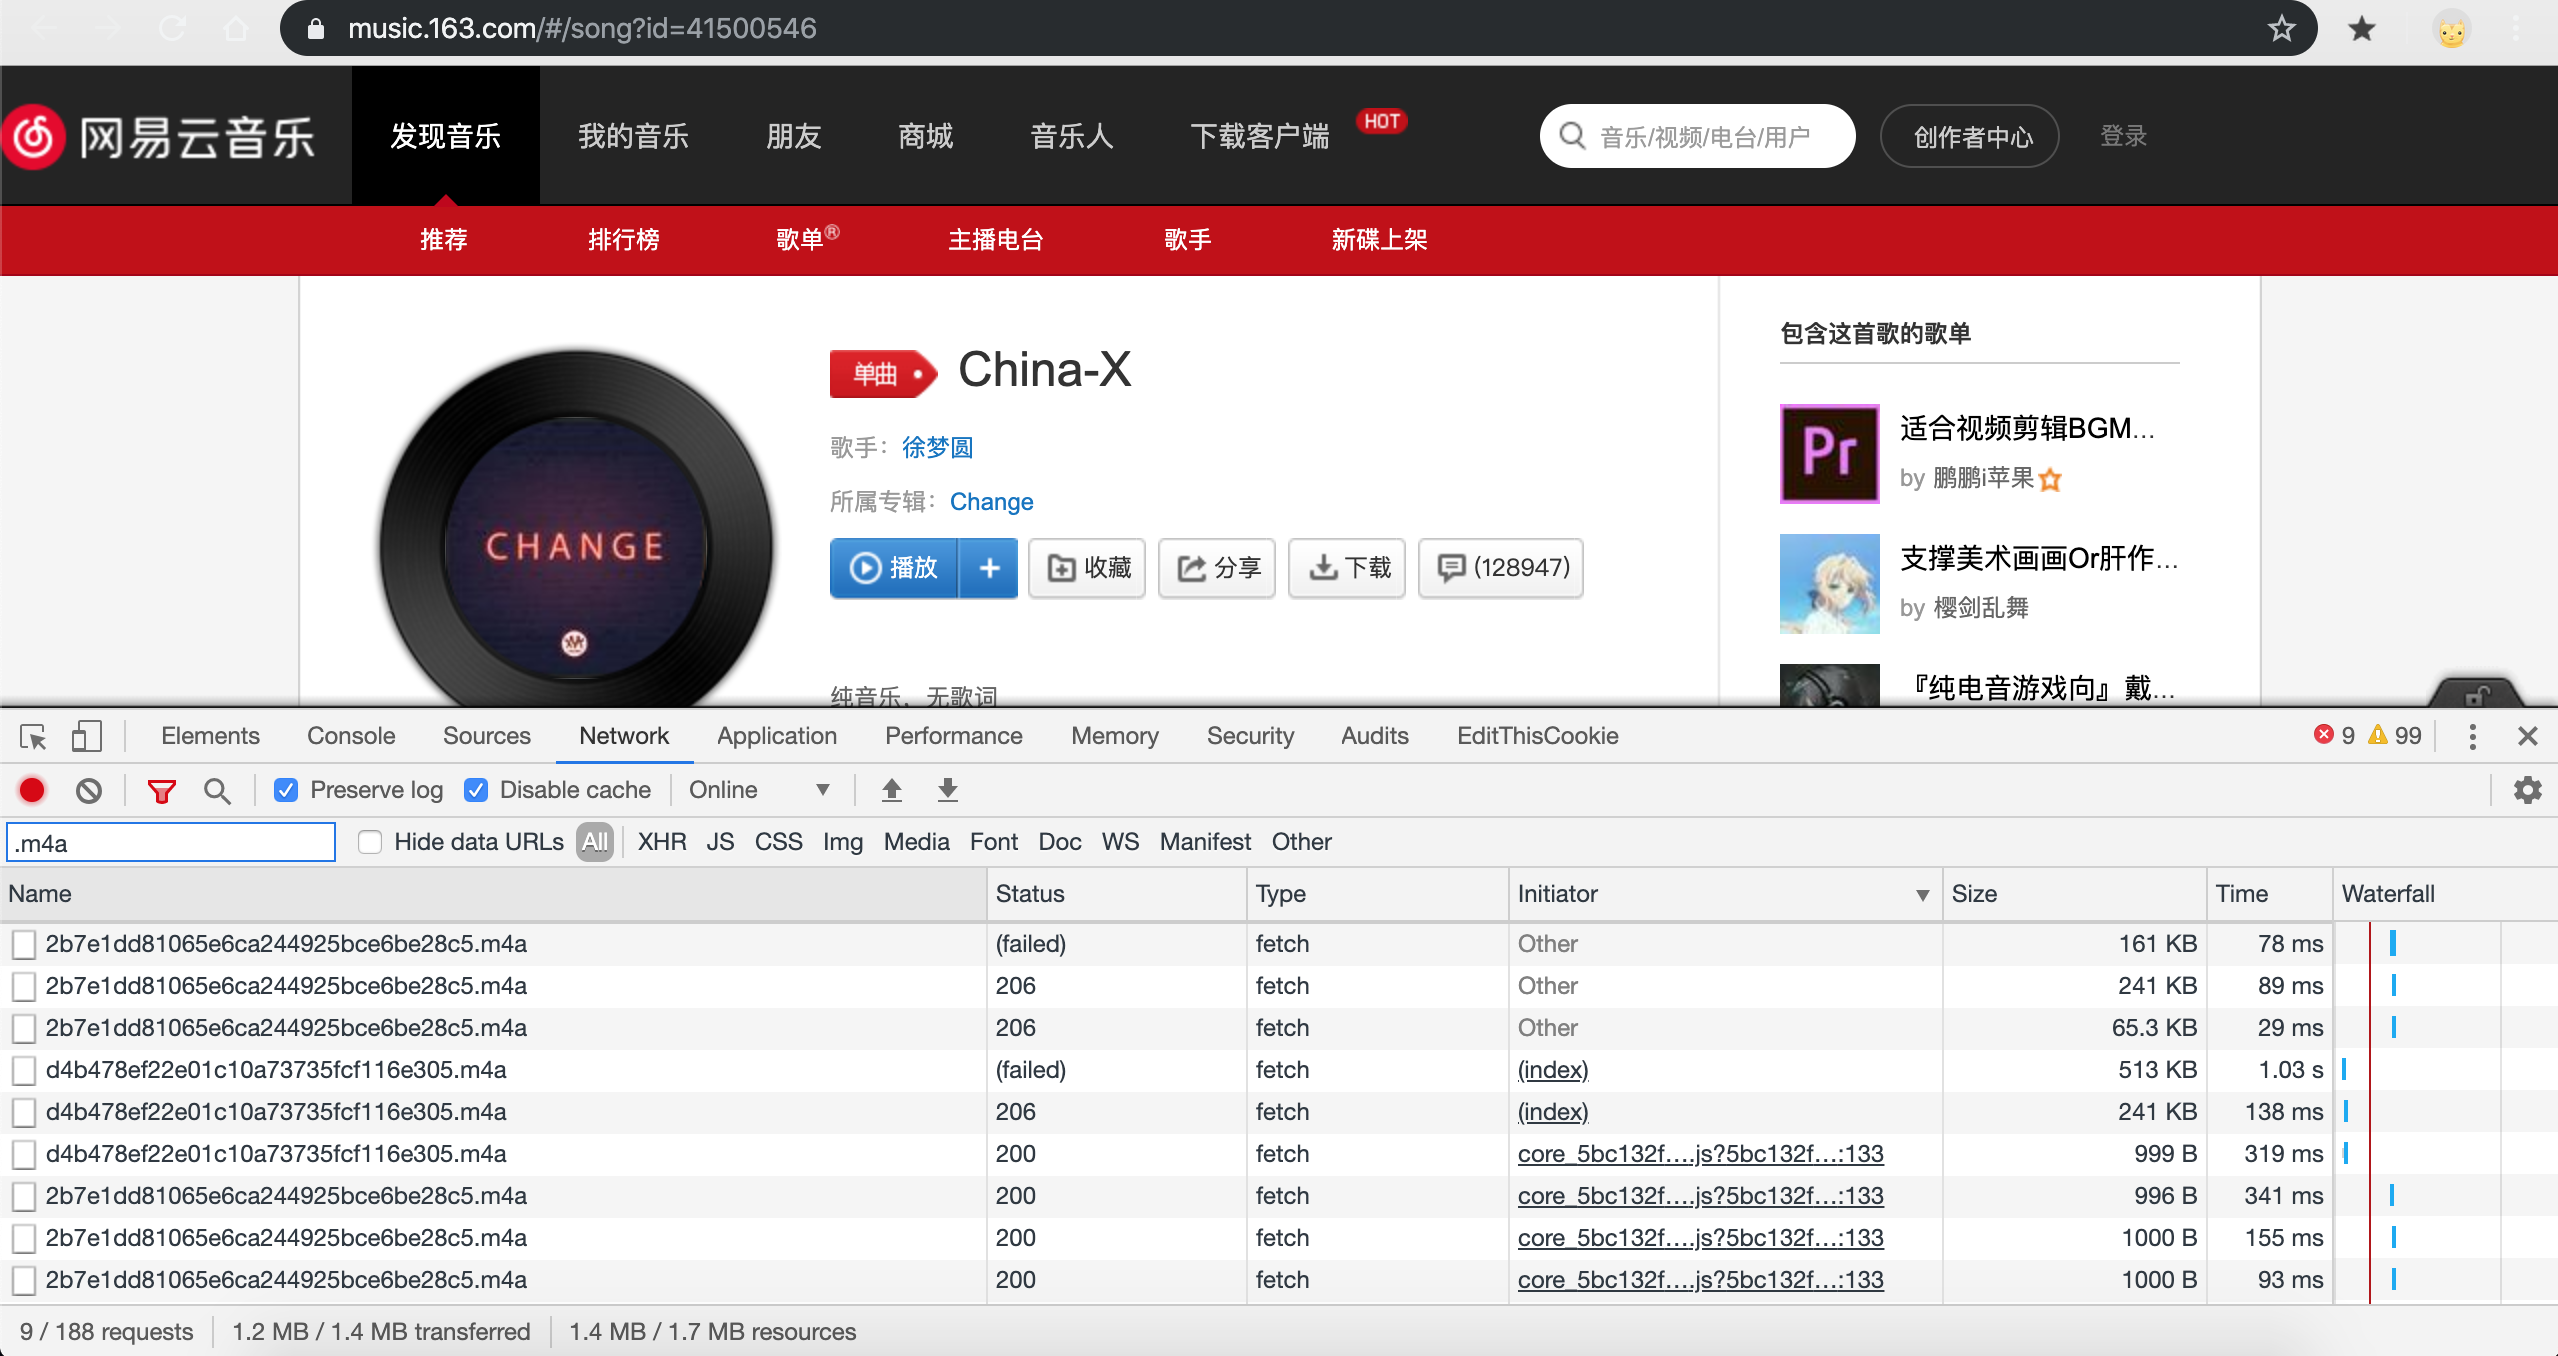 music.163.com/#/song?id=41500546
网易云音乐
发现音乐 我的音乐 朋友 商城 音乐人 下载客户端 HOT 音乐/视频/电台/用户 创作者中心 登录
推荐 排行榜 歌单® 主播电台 歌手 新碟上架
单曲 China-X
歌手：徐梦圆
所属专辑：Change
播放 + 收藏 分享 下载 (128947)
纯音乐，无歌词
CHANGE
包含这首歌的歌单
Pr
适合视频剪辑BGM...
by 鹏鹏i苹果
支撑美术画画Or肝作...
by 樱剑乱舞
『纯电音游戏向』戴...
Elements Console Sources Network Application Performance Memory Security Audits EditThisCookie 9 99
Preserve log Disable cache Online
.m4a Hide data URLs All XHR JS CSS Img Media Font Doc WS Manifest Other
Name Status Type Initiator Size Time Waterfall
2b7e1dd81065e6ca244925bce6be28c5.m4a (failed) fetch Other 161 KB 78 ms
2b7e1dd81065e6ca244925bce6be28c5.m4a 206 fetch Other 241 KB 89 ms
2b7e1dd81065e6ca244925bce6be28c5.m4a 206 fetch Other 65.3 KB 29 ms
d4b478ef22e01c10a73735fcf116e305.m4a (failed) fetch (index) 513 KB 1.03 s
d4b478ef22e01c10a73735fcf116e305.m4a 206 fetch (index) 241 KB 138 ms
d4b478ef22e01c10a73735fcf116e305.m4a 200 fetch core_5bc132f….js?5bc132f…:133 999 B 319 ms
2b7e1dd81065e6ca244925bce6be28c5.m4a 200 fetch core_5bc132f….js?5bc132f…:133 996 B 341 ms
2b7e1dd81065e6ca244925bce6be28c5.m4a 200 fetch core_5bc132f….js?5bc132f…:133 1000 B 155 ms
2b7e1dd81065e6ca244925bce6be28c5.m4a 200 fetch core_5bc132f….js?5bc132f…:133 1000 B 93 ms
9 / 188 requests 1.2 MB / 1.4 MB transferred 1.4 MB / 1.7 MB resources